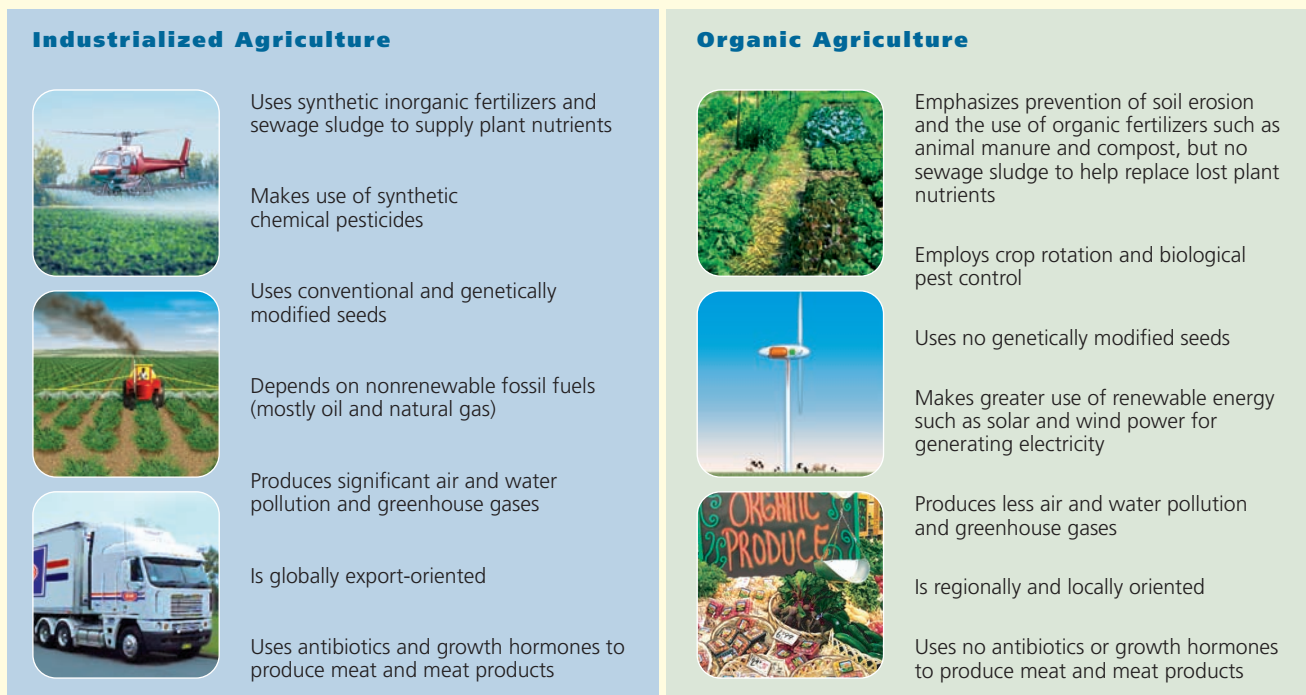 Industrialized Agriculture
Uses synthetic inorganic fertilizers and
sewage sludge to supply plant nutrients
Makes use of synthetic
chemical pesticides
Uses conventional and genetically
modified seeds
Depends on nonrenewable fossil fuels
(mostly oil and natural gas)
Produces significant air and water
pollution and greenhouse gases
Is globally export-oriented
Uses antibiotics and growth hormones to
produce meat and meat products
Organic Agriculture
Emphasizes prevention of soil erosion
and the use of organic fertilizers such as
animal manure and compost, but no
sewage sludge to help replace lost plant
nutrients
Employs crop rotation and biological
pest control
Uses no genetically modified seeds
Makes greater use of renewable energy
such as solar and wind power for
generating electricity
Produces less air and water pollution
and greenhouse gases
ORGANIC
PRODUCE
Is regionally and locally oriented
Uses no antibiotics or growth hormones
to produce meat and meat products